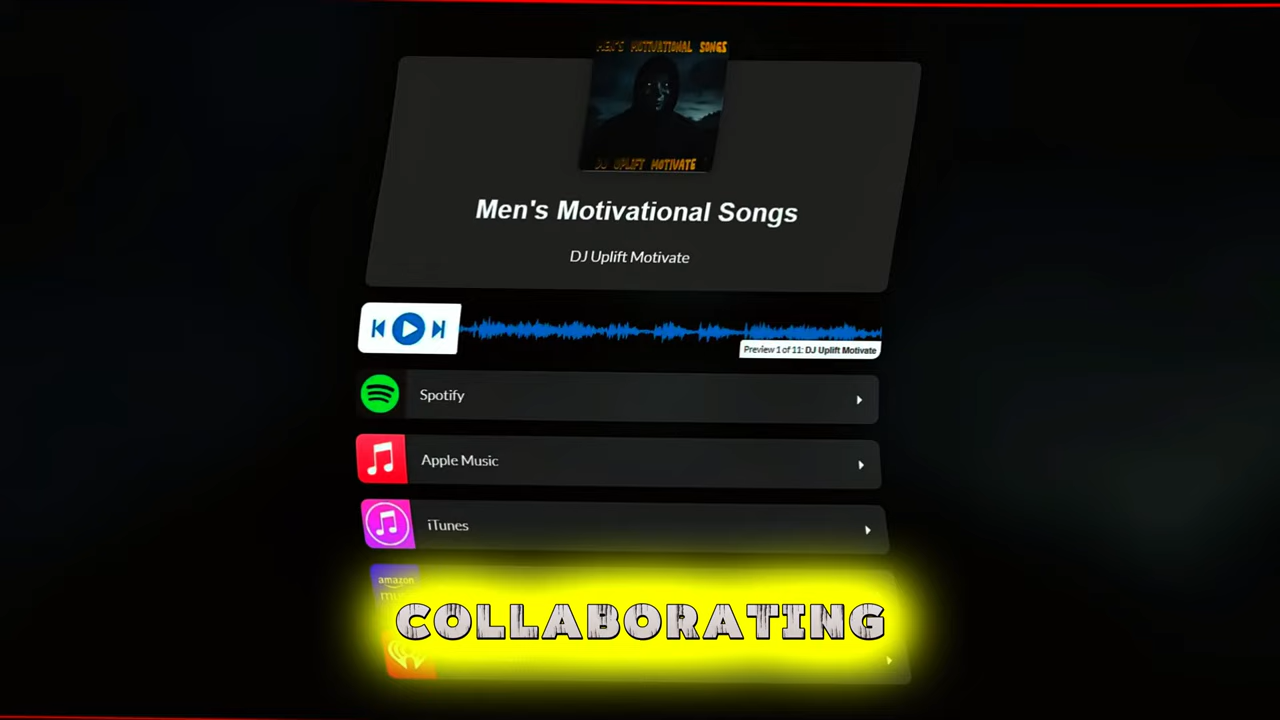 MEN'S MOTIVATIONAL SONGS
DJ UPLIFT MOTIVATE
Men's Motivational Songs
DJ Uplift Motivate
Preview 1 of 11: DJ Uplift Motivate
Spotify
Apple Music
iTunes
amazon
music
COLLABORATING